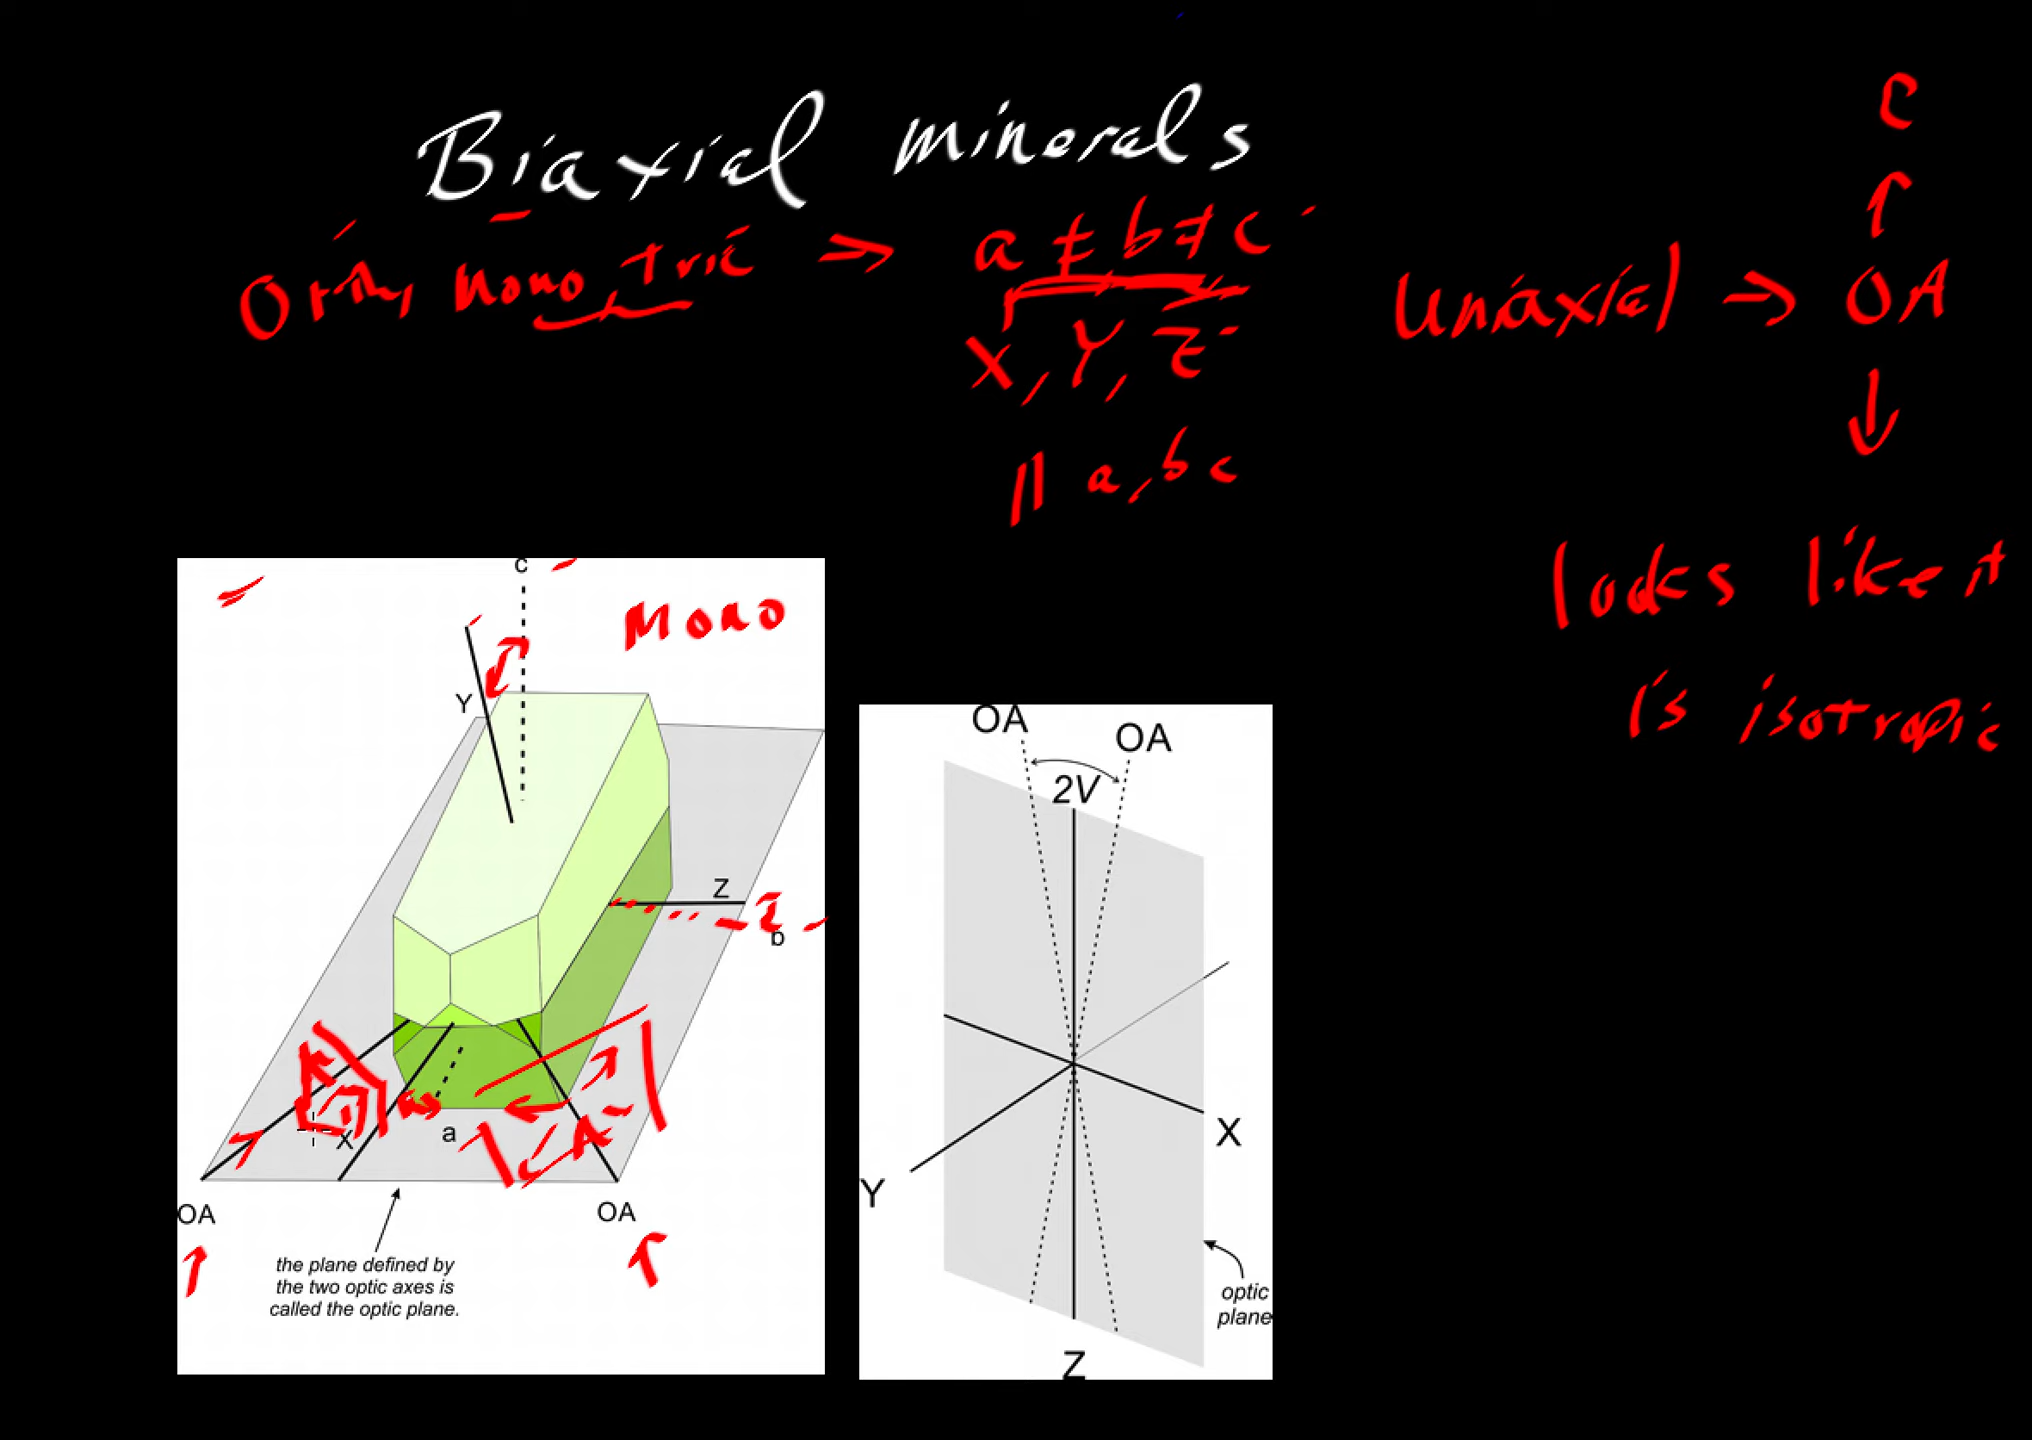 Biaxial minerals
Orth, Mono, tric → a ≠ b ≠ c
X, Y, Z
|| a, b c
Uniaxial → OA
C
↑
↓
looks like it
is isotropic
c
Mono
Y
Z
b
X
a
OA
OA
the plane defined by
the two optic axes is
called the optic plane.
OA
OA
2V
X
Y
optic
plane
Z